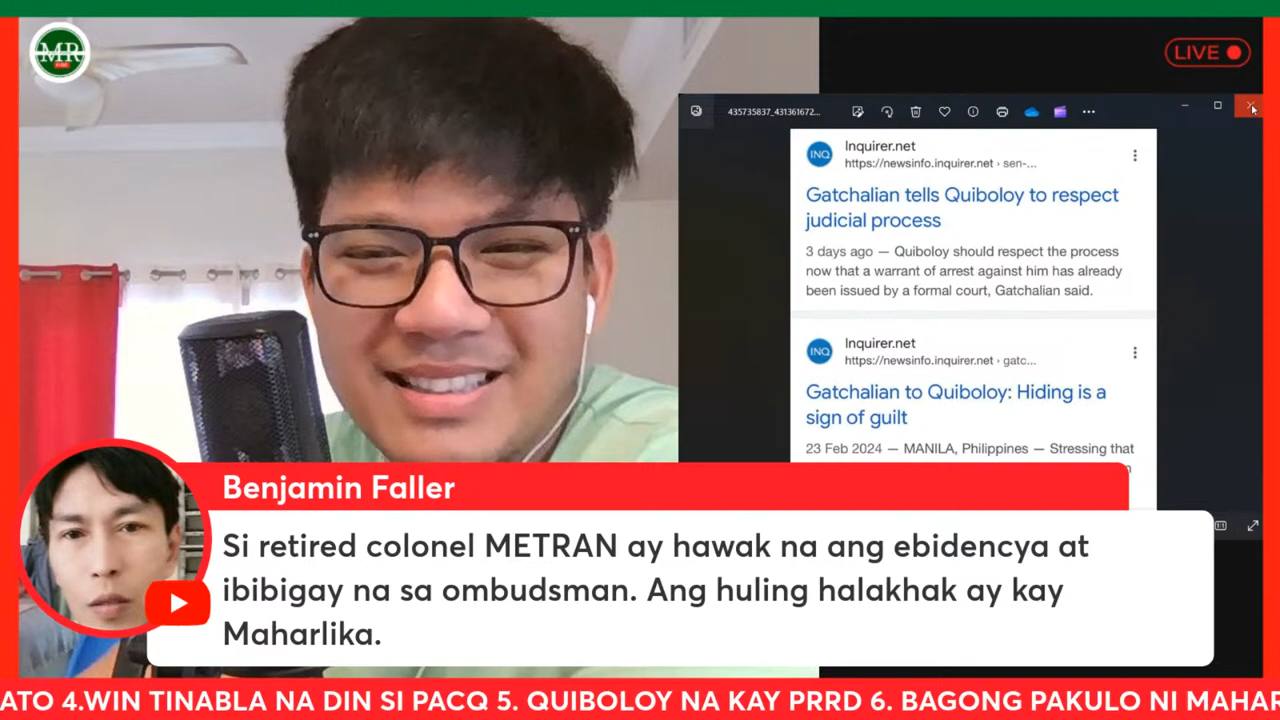 MR
LIVE
435735837_431361672...
Inquirer.net
https://newsinfo.inquirer.net › sen-...
Gatchalian tells Quiboloy to respect
judicial process
3 days ago — Quiboloy should respect the process
now that a warrant of arrest against him has already
been issued by a formal court, Gatchalian said.
Inquirer.net
https://newsinfo.inquirer.net › gatc...
Gatchalian to Quiboloy: Hiding is a
sign of guilt
23 Feb 2024 — MANILA, Philippines — Stressing that
INQ
INQ
Benjamin Faller
Si retired colonel METRAN ay hawak na ang ebidencya at
ibibigay na sa ombudsman. Ang huling halakhak ay kay
Maharlika.
ATO 4.WIN TINABLA NA DIN SI PACQ 5. QUIBOLOY NA KAY PRRD 6. BAGONG PAKULO NI MAHAR